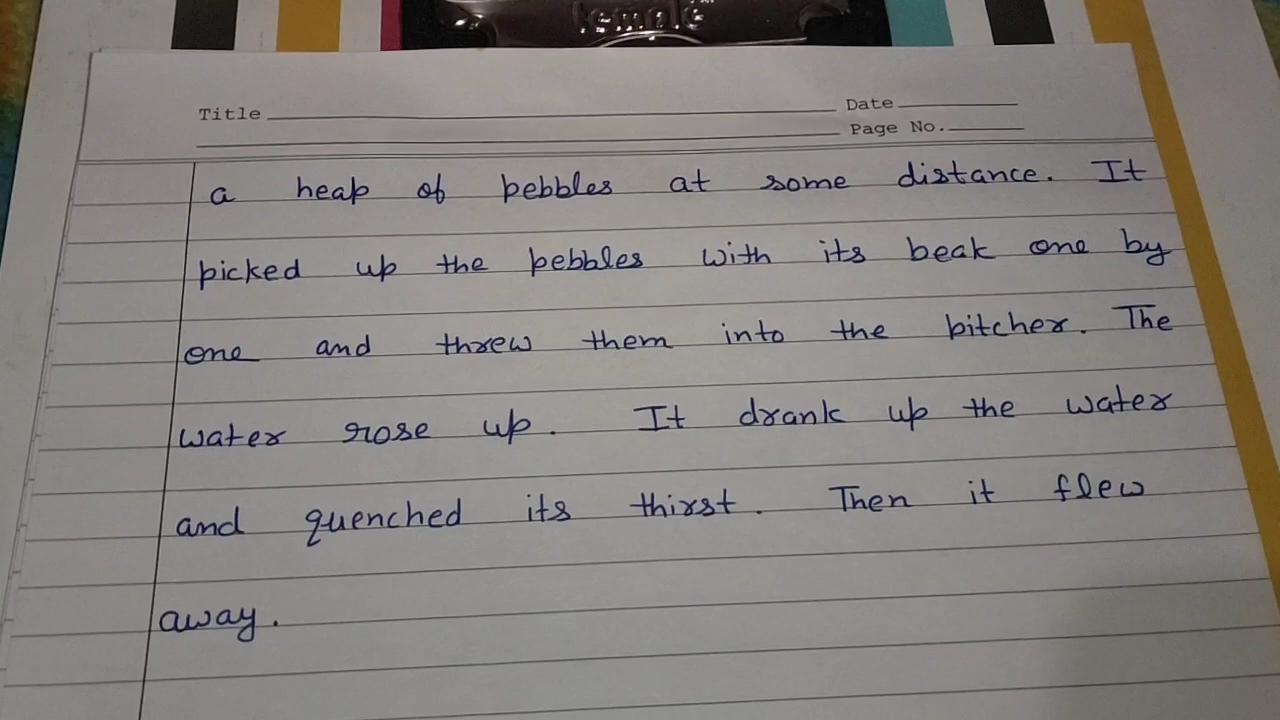 temale
Title Date
Page No.
a heap of pebbles at some distance. It
picked up the pebbles with its beak one by
one and threw them into the pitcher. The
water rose up. It drank up the water
and quenched its thirst. Then it flew
away.